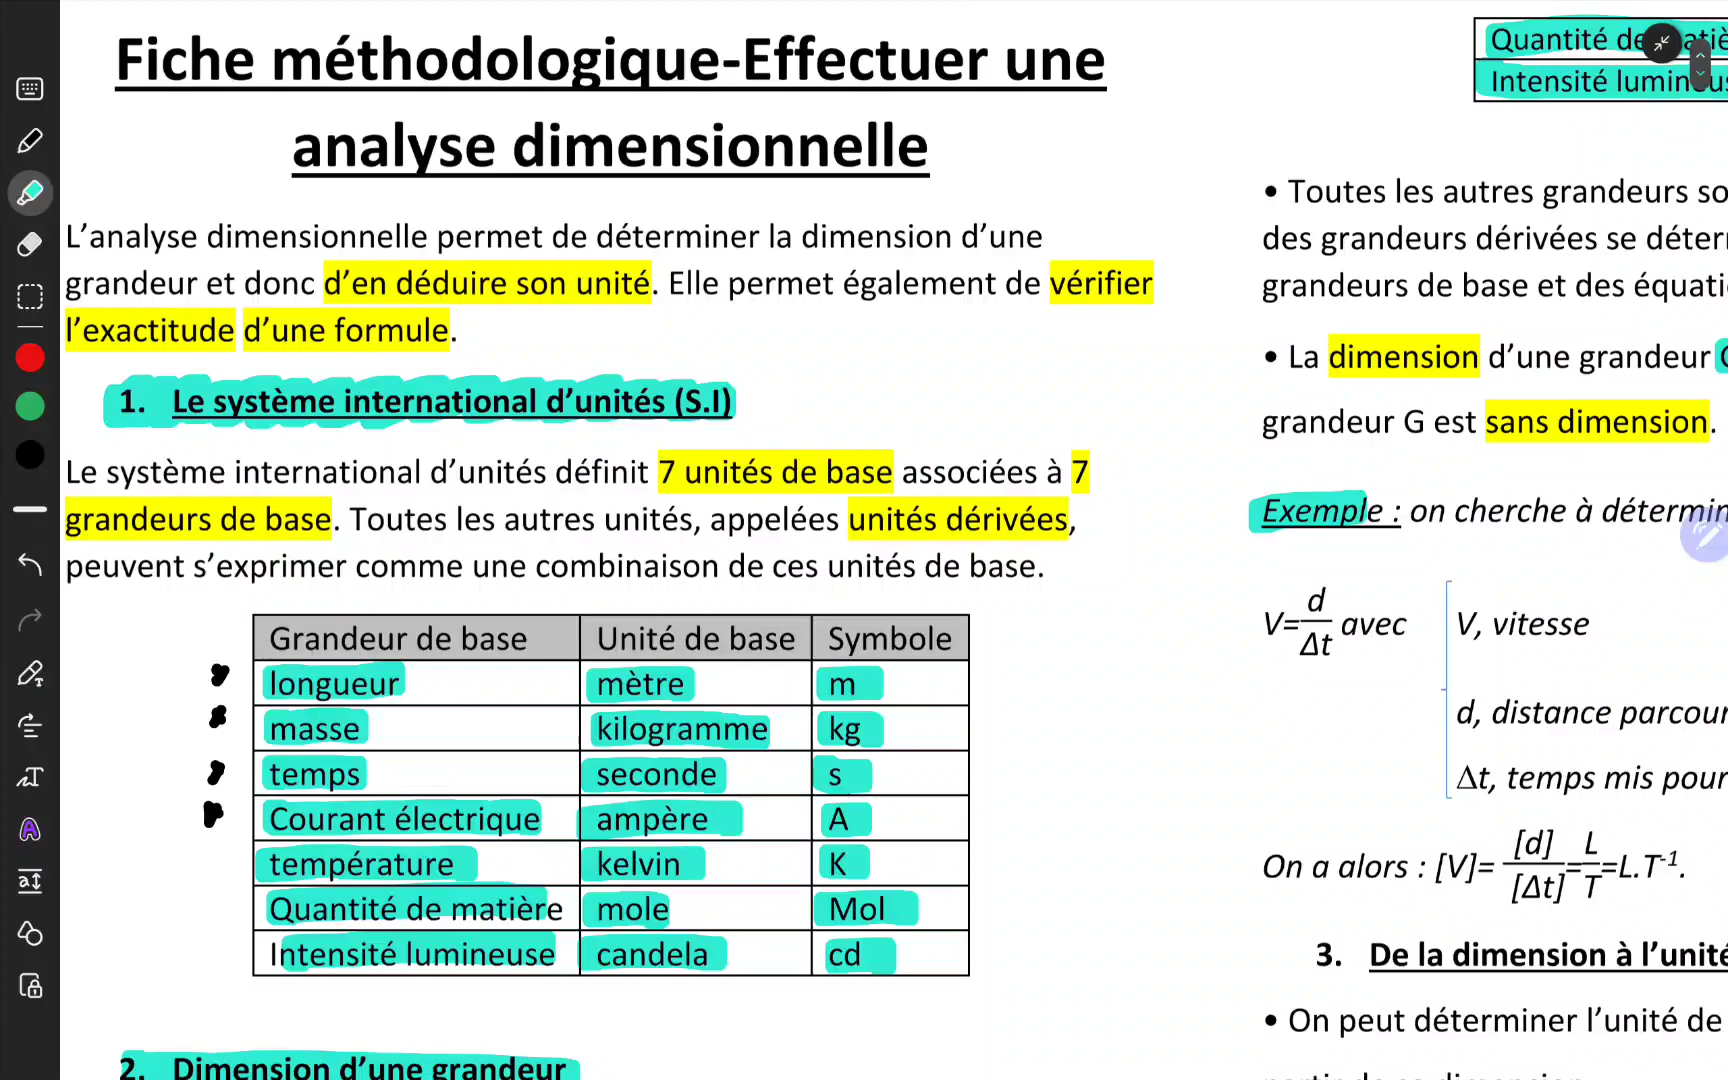 Fiche méthodologique-Effectuer une
analyse dimensionnelle
L’analyse dimensionnelle permet de déterminer la dimension d’une
grandeur et donc d’en déduire son unité. Elle permet également de vérifier
l’exactitude d’une formule.
1. Le système international d’unités (S.I)
Le système international d’unités définit 7 unités de base associées à 7
grandeurs de base. Toutes les autres unités, appelées unités dérivées,
peuvent s’exprimer comme une combinaison de ces unités de base.
Grandeur de base Unité de base Symbole
longueur mètre m
masse kilogramme kg
temps seconde s
Courant électrique ampère A
température kelvin K
Quantité de matière mole Mol
Intensité lumineuse candela cd
2. Dimension d’une grandeur
Quantité de
Intensité
• Toutes les autres grandeurs
des grandeurs dérivées se
grandeurs de base et des
• La dimension d’une grandeur
grandeur G est sans dimension.
Exemple : on cherche à
V=d/Δt avec
V, vitesse
d, distance
Δt, temps mis
On a alors : [V]= [d]/[Δt]=L/T=L.T⁻¹.
3. De la dimension à l’unité
• On peut déterminer l’unité de